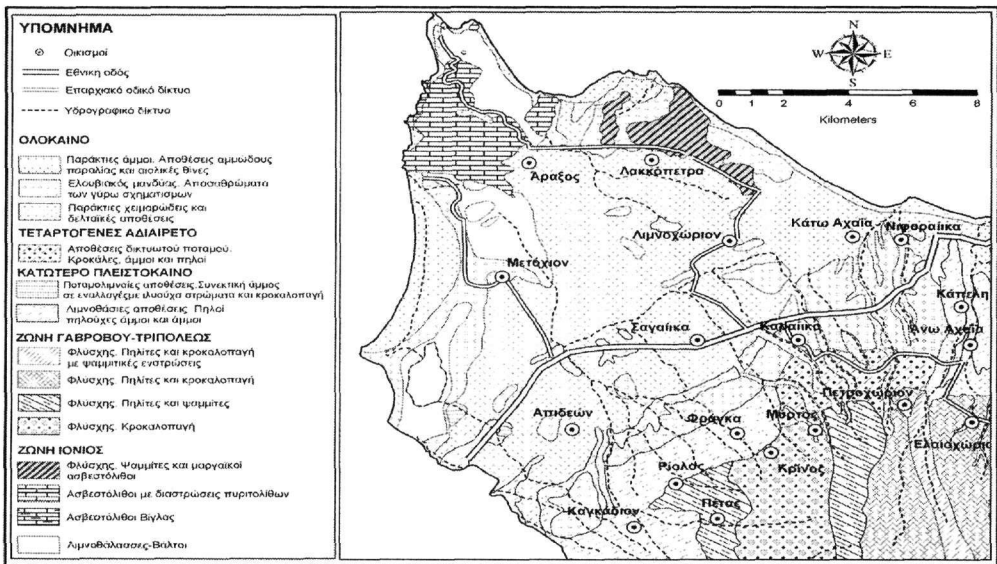 ΥΠΟΜΝΗΜΑ
Οικισμοί
Εθνική οδός
Επαρχιακό οδικό δίκτυο
Υδρογραφικό δίκτυο
ΟΛΟΚΑΙΝΟ
Παράκτιες άμμοι. Αποθέσεις αμμώδους
παραλίας και αιολικές θίνες
Ελουβιακός μανδύας. Αποσαθρώματα
των γύρω σχηματισμών
Παράκτιες χειμαρώδεις και
δελταϊκές αποθέσεις
ΤΕΤΑΡΤΟΓΕΝΕΣ ΑΔΙΑΙΡΕΤΟ
Αποθέσεις δικτυωτού ποταμού.
Κροκάλες, άμμοι και πηλοί
ΚΑΤΩΤΕΡΟ ΠΛΕΙΣΤΟΚΑΙΝΟ
Ποταμολιμναίες αποθέσεις. Συνεκτική άμμος
σε εναλλαγές με ιλυούχα στρώματα και κροκαλοπαγή
Λιμνοθάσιες αποθέσεις. Πηλοί
πηλούχες άμμοι και άμμοι
ΖΩΝΗ ΓΑΒΡΟΒΟΥ-ΤΡΙΠΟΛΕΩΣ
Φλύσχης. Πηλίτες και κροκαλοπαγή
με ψαμμιτικές ενστρώσεις
Φλύσχης. Πηλίτες και κροκαλοπαγή
Φλύσχης. Πηλίτες και ψαμμίτες
Φλύσχης. Κροκαλοπαγή
ΖΩΝΗ ΙΟΝΙΟΣ
Φλύσχης. Ψαμμίτες και μαργαϊκοί
ασβεστόλιθοι
Ασβεστόλιθοι με διαστρώσεις πυριτολίθων
Ασβεστόλιθοι Βίγλας
Λιμνοθάλασσες-Βάλτοι
N
W E
S
0 1 2 4 6 8
Kilometers
Άραξος
Λακκόπετρα
Λιμνοχώριον
Κάτω Αχαΐα
Νιφοραίικα
Μετόχιον
Κάπελη
Σαγαίικα
Καναίικα
Άνω Αχαΐα
Πετροχώριον
Απιδεών
Φράγκα
Μύρτος
Ελαιοχώριο
Κρίνος
Ρίολος
Πέτας
Καγκάδιον